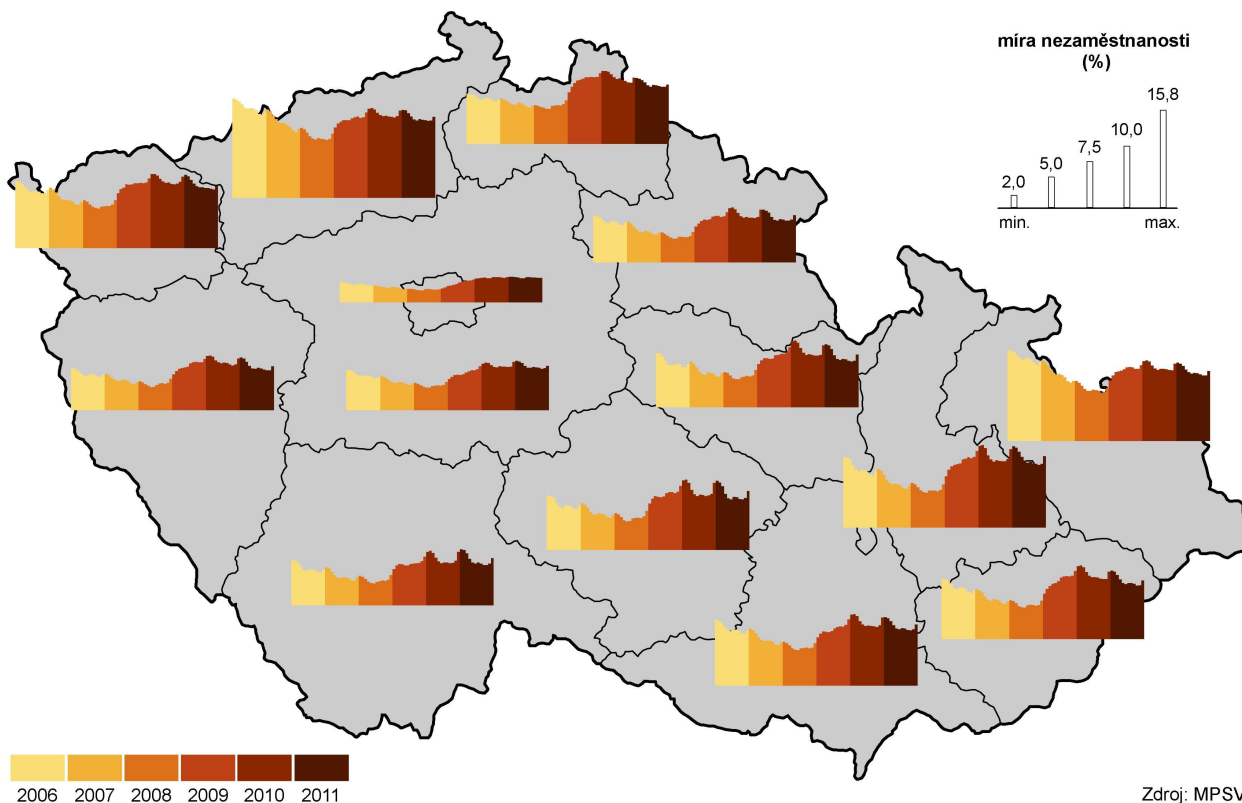 míra nezaměstnanosti
(%)
15,8
10,0
7,5
5,0
2,0
min.
max.
2006 2007 2008 2009 2010 2011
Zdroj: MPSV